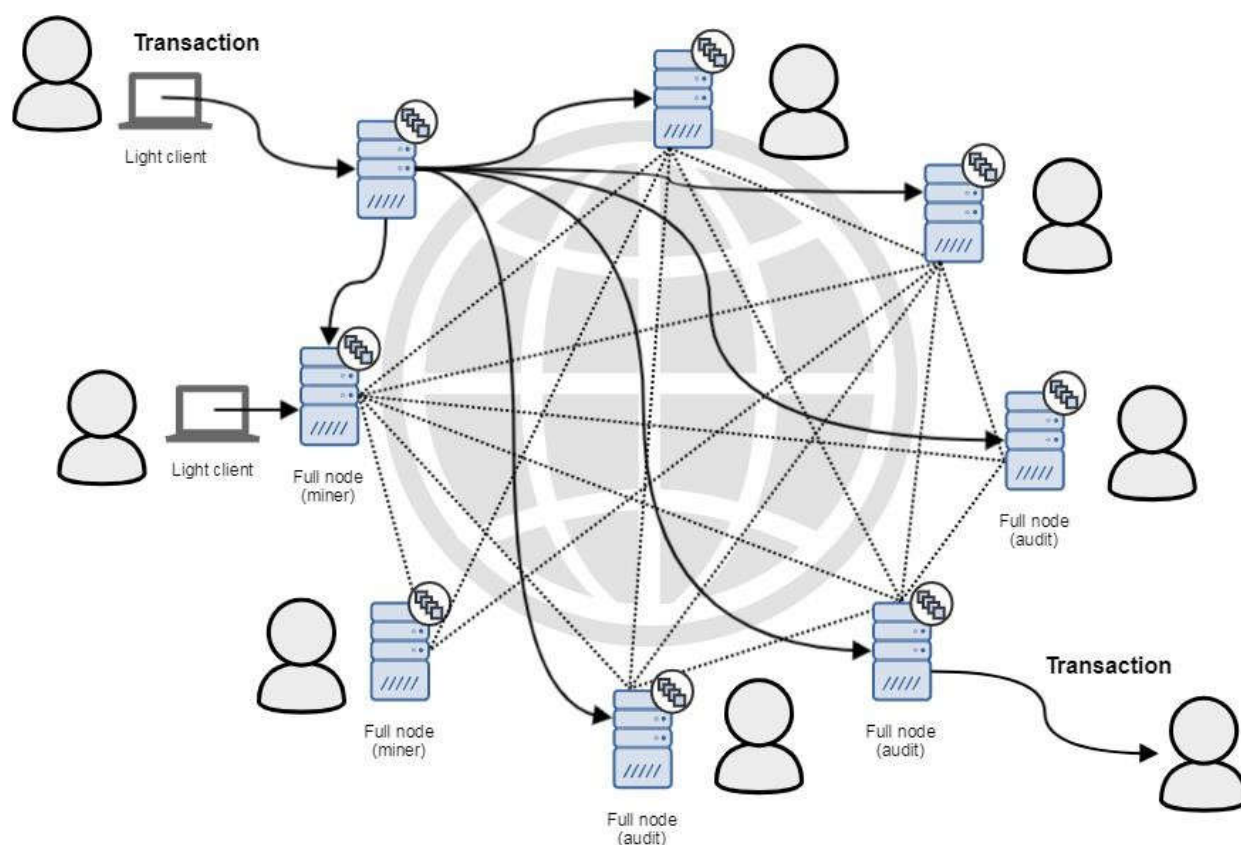 Transaction
Light client
Light client
Full node
(miner)
Full node
(audit)
Full node
(miner)
Transaction
Full node
(audit)
Full node
(audit)